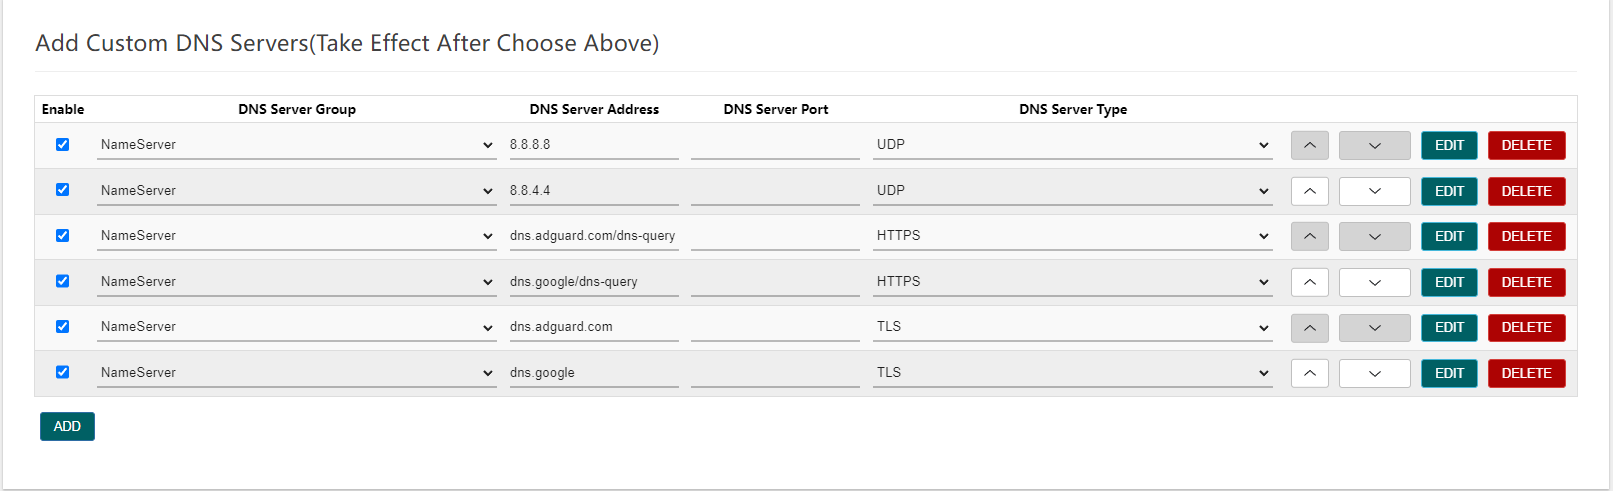 Add Custom DNS Servers(Take Effect After Choose Above)
Enable DNS Server Group DNS Server Address DNS Server Port DNS Server Type
NameServer 8.8.8.8 UDP EDIT DELETE
NameServer 8.8.4.4 UDP EDIT DELETE
NameServer dns.adguard.com/dns-query HTTPS EDIT DELETE
NameServer dns.google/dns-query HTTPS EDIT DELETE
NameServer dns.adguard.com TLS EDIT DELETE
NameServer dns.google TLS EDIT DELETE
ADD